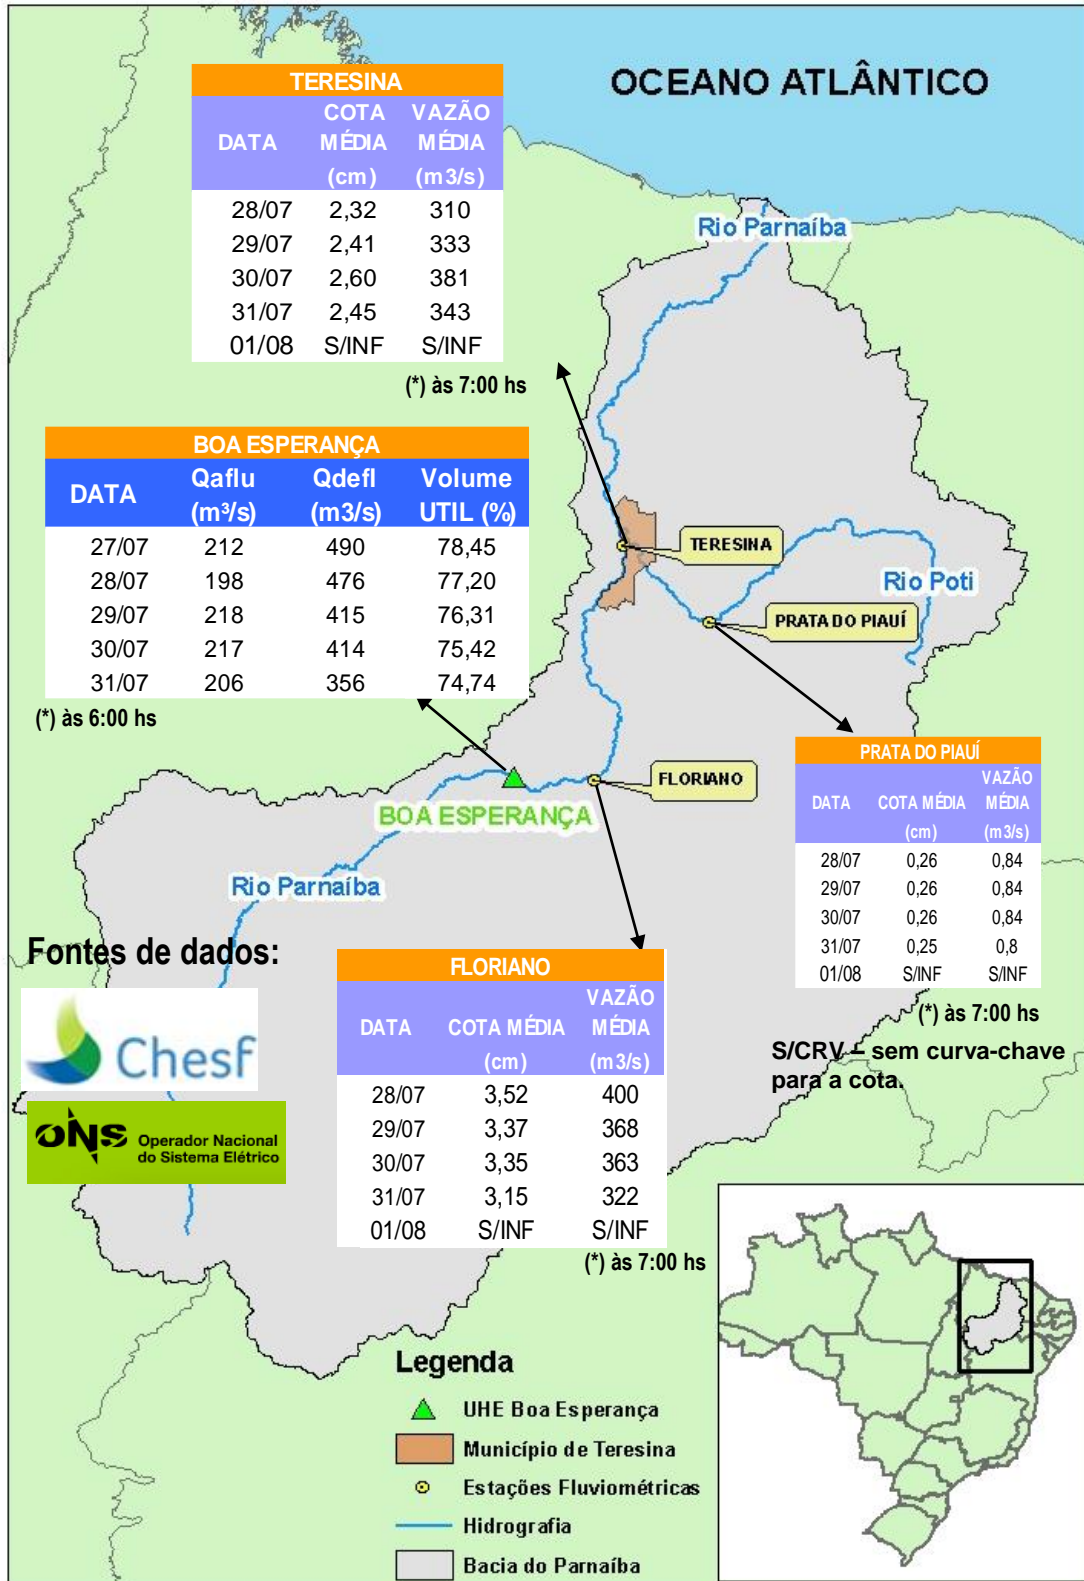 OCEANO ATLÂNTICO
TERESINA
DATA COTA MÉDIA (cm) VAZÃO MÉDIA (m3/s)
28/07 2,32 310
29/07 2,41 333
30/07 2,60 381
31/07 2,45 343
01/08 S/INF S/INF
(*) às 7:00 hs
Rio Parnaíba
BOA ESPERANÇA
DATA Qaflu (m³/s) Qdefl (m3/s) Volume UTIL (%)
27/07 212 490 78,45
28/07 198 476 77,20
29/07 218 415 76,31
30/07 217 414 75,42
31/07 206 356 74,74
(*) às 6:00 hs
TERESINA
Rio Poti
PRATA DO PIAUÍ
FLORIANO
BOA ESPERANÇA
Rio Parnaíba
PRATA DO PIAUÍ
DATA COTA MÉDIA (cm) VAZÃO MÉDIA (m3/s)
28/07 0,26 0,84
29/07 0,26 0,84
30/07 0,26 0,84
31/07 0,25 0,8
01/08 S/INF S/INF
(*) às 7:00 hs
S/CRV – sem curva-chave
para a cota.
Fontes de dados:
Chesf
ONS Operador Nacional
do Sistema Elétrico
FLORIANO
DATA COTA MÉDIA (cm) VAZÃO MÉDIA (m3/s)
28/07 3,52 400
29/07 3,37 368
30/07 3,35 363
31/07 3,15 322
01/08 S/INF S/INF
(*) às 7:00 hs
Legenda
UHE Boa Esperança
Município de Teresina
Estações Fluviométricas
Hidrografia
Bacia do Parnaíba